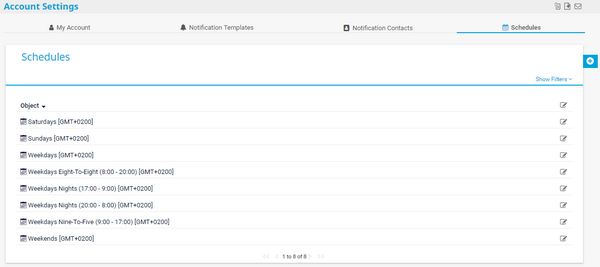 Account Settings
My Account
Notification Templates
Notification Contacts
Schedules
Schedules
Show Filters
Object
Saturdays [GMT+0200]
Sundays [GMT+0200]
Weekdays [GMT+0200]
Weekdays Eight-To-Eight (8:00 - 20:00) [GMT+0200]
Weekdays Nights (17:00 - 9:00) [GMT+0200]
Weekdays Nights (20:00 - 8:00) [GMT+0200]
Weekdays Nine-To-Five (9:00 - 17:00) [GMT+0200]
Weekends [GMT+0200]
1 to 8 of 8